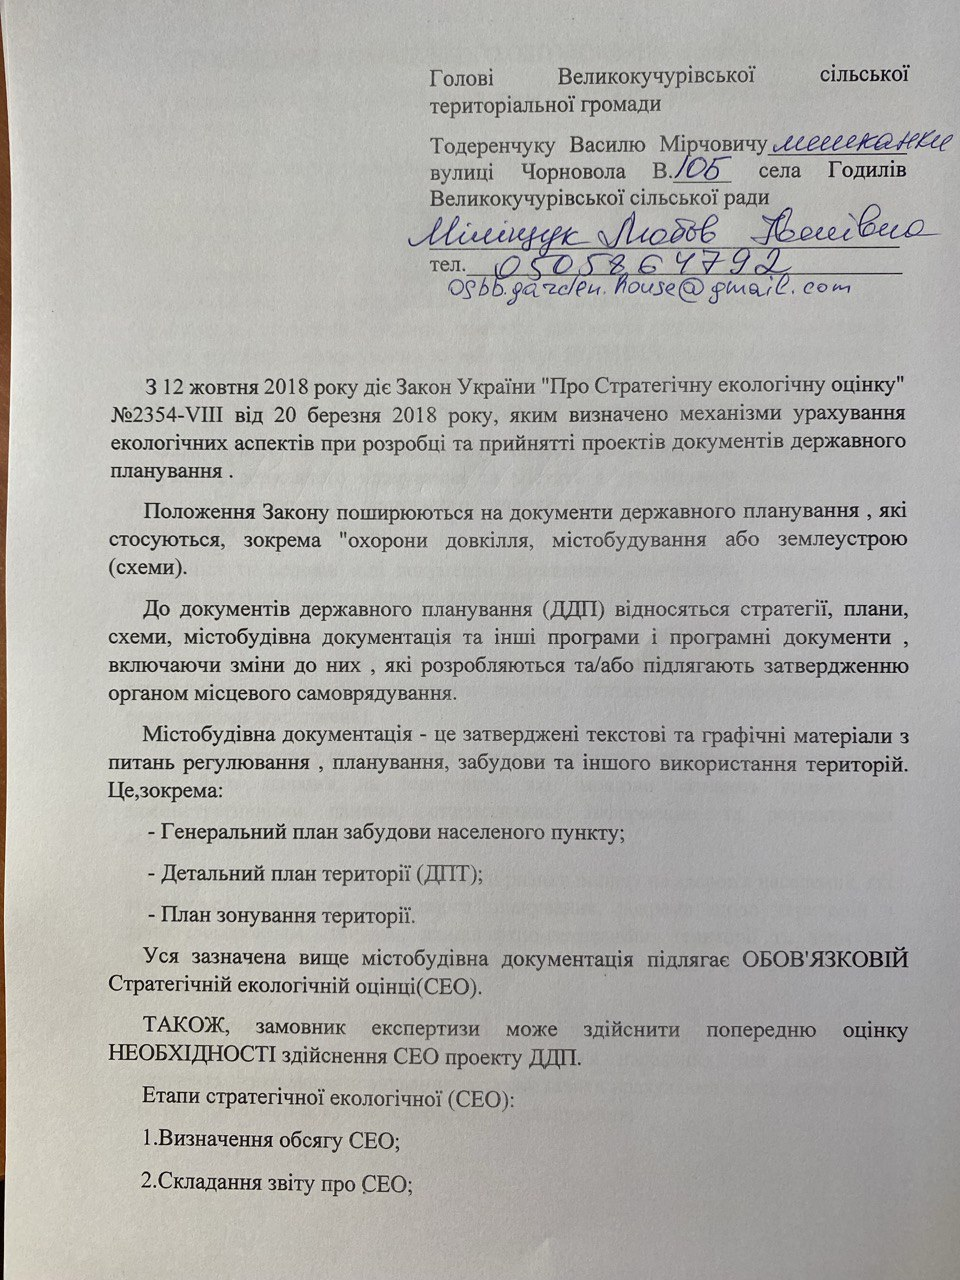 Голові Великокучурівської сільської
територіальної громади
Тодеренчуку Василю Мірчовичу мешканки
вулиці Чорновола В. 10Б села Годилів
Великокучурівської сільської ради
Міліщук Любов Іванівна
тел. 0505864792
osbb.garden.house@gmail.com
З 12 жовтня 2018 року діє Закон України "Про Стратегічну екологічну оцінку"
№2354-VIII від 20 березня 2018 року, яким визначено механізми урахування
екологічних аспектів при розробці та прийнятті проектів документів державного
планування .
Положення Закону поширюються на документи державного планування , які
стосуються, зокрема "охорони довкілля, містобудування або землеустрою
(схеми).
До документів державного планування (ДДП) відносяться стратегії, плани,
схеми, містобудівна документація та інші програми і програмні документи ,
включаючи зміни до них , які розробляються та/або підлягають затвердженню
органом місцевого самоврядування.
Містобудівна документація - це затверджені текстові та графічні матеріали з
питань регулювання , планування, забудови та іншого використання територій.
Це,зокрема:
- Генеральний план забудови населеного пункту;
- Детальний план території (ДПТ);
- План зонування території.
Уся зазначена вище містобудівна документація підлягає ОБОВ'ЯЗКОВІЙ
Стратегічній екологічній оцінці(СЕО).
ТАКОЖ, замовник експертизи може здійснити попередню оцінку
НЕОБХІДНОСТІ здійснення СЕО проекту ДДП.
Етапи стратегічної екологічної (СЕО):
1.Визначення обсягу СЕО;
2.Складання звіту про СЕО;